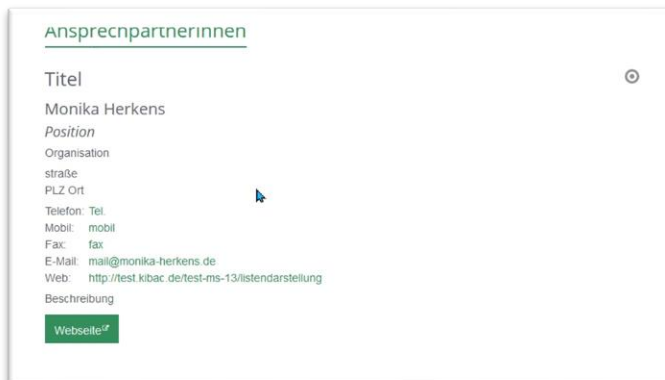 AnsprechpartnerInnen
Titel
Monika Herkens
Position
Organisation
straße
PLZ Ort
Telefon: Tel.
Mobil: mobil
Fax: fax
E-Mail: mail@monika-herkens.de
Web: http://test.kibac.de/test-ms-13/listendarstellung
Beschreibung
Webseite